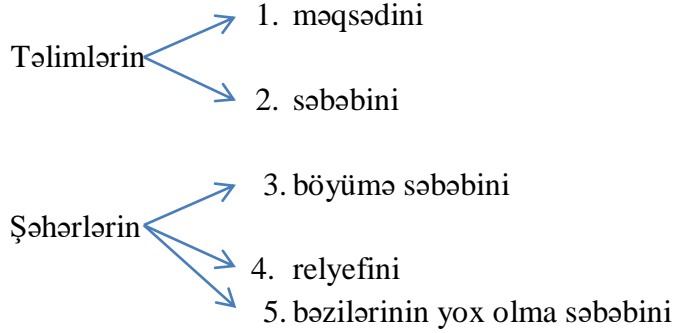 1. məqsədini
Təlimlərin
2. səbəbini
3. böyümə səbəbini
Şəhərlərin
4. relyefini
5. bəzilərinin yox olma səbəbini